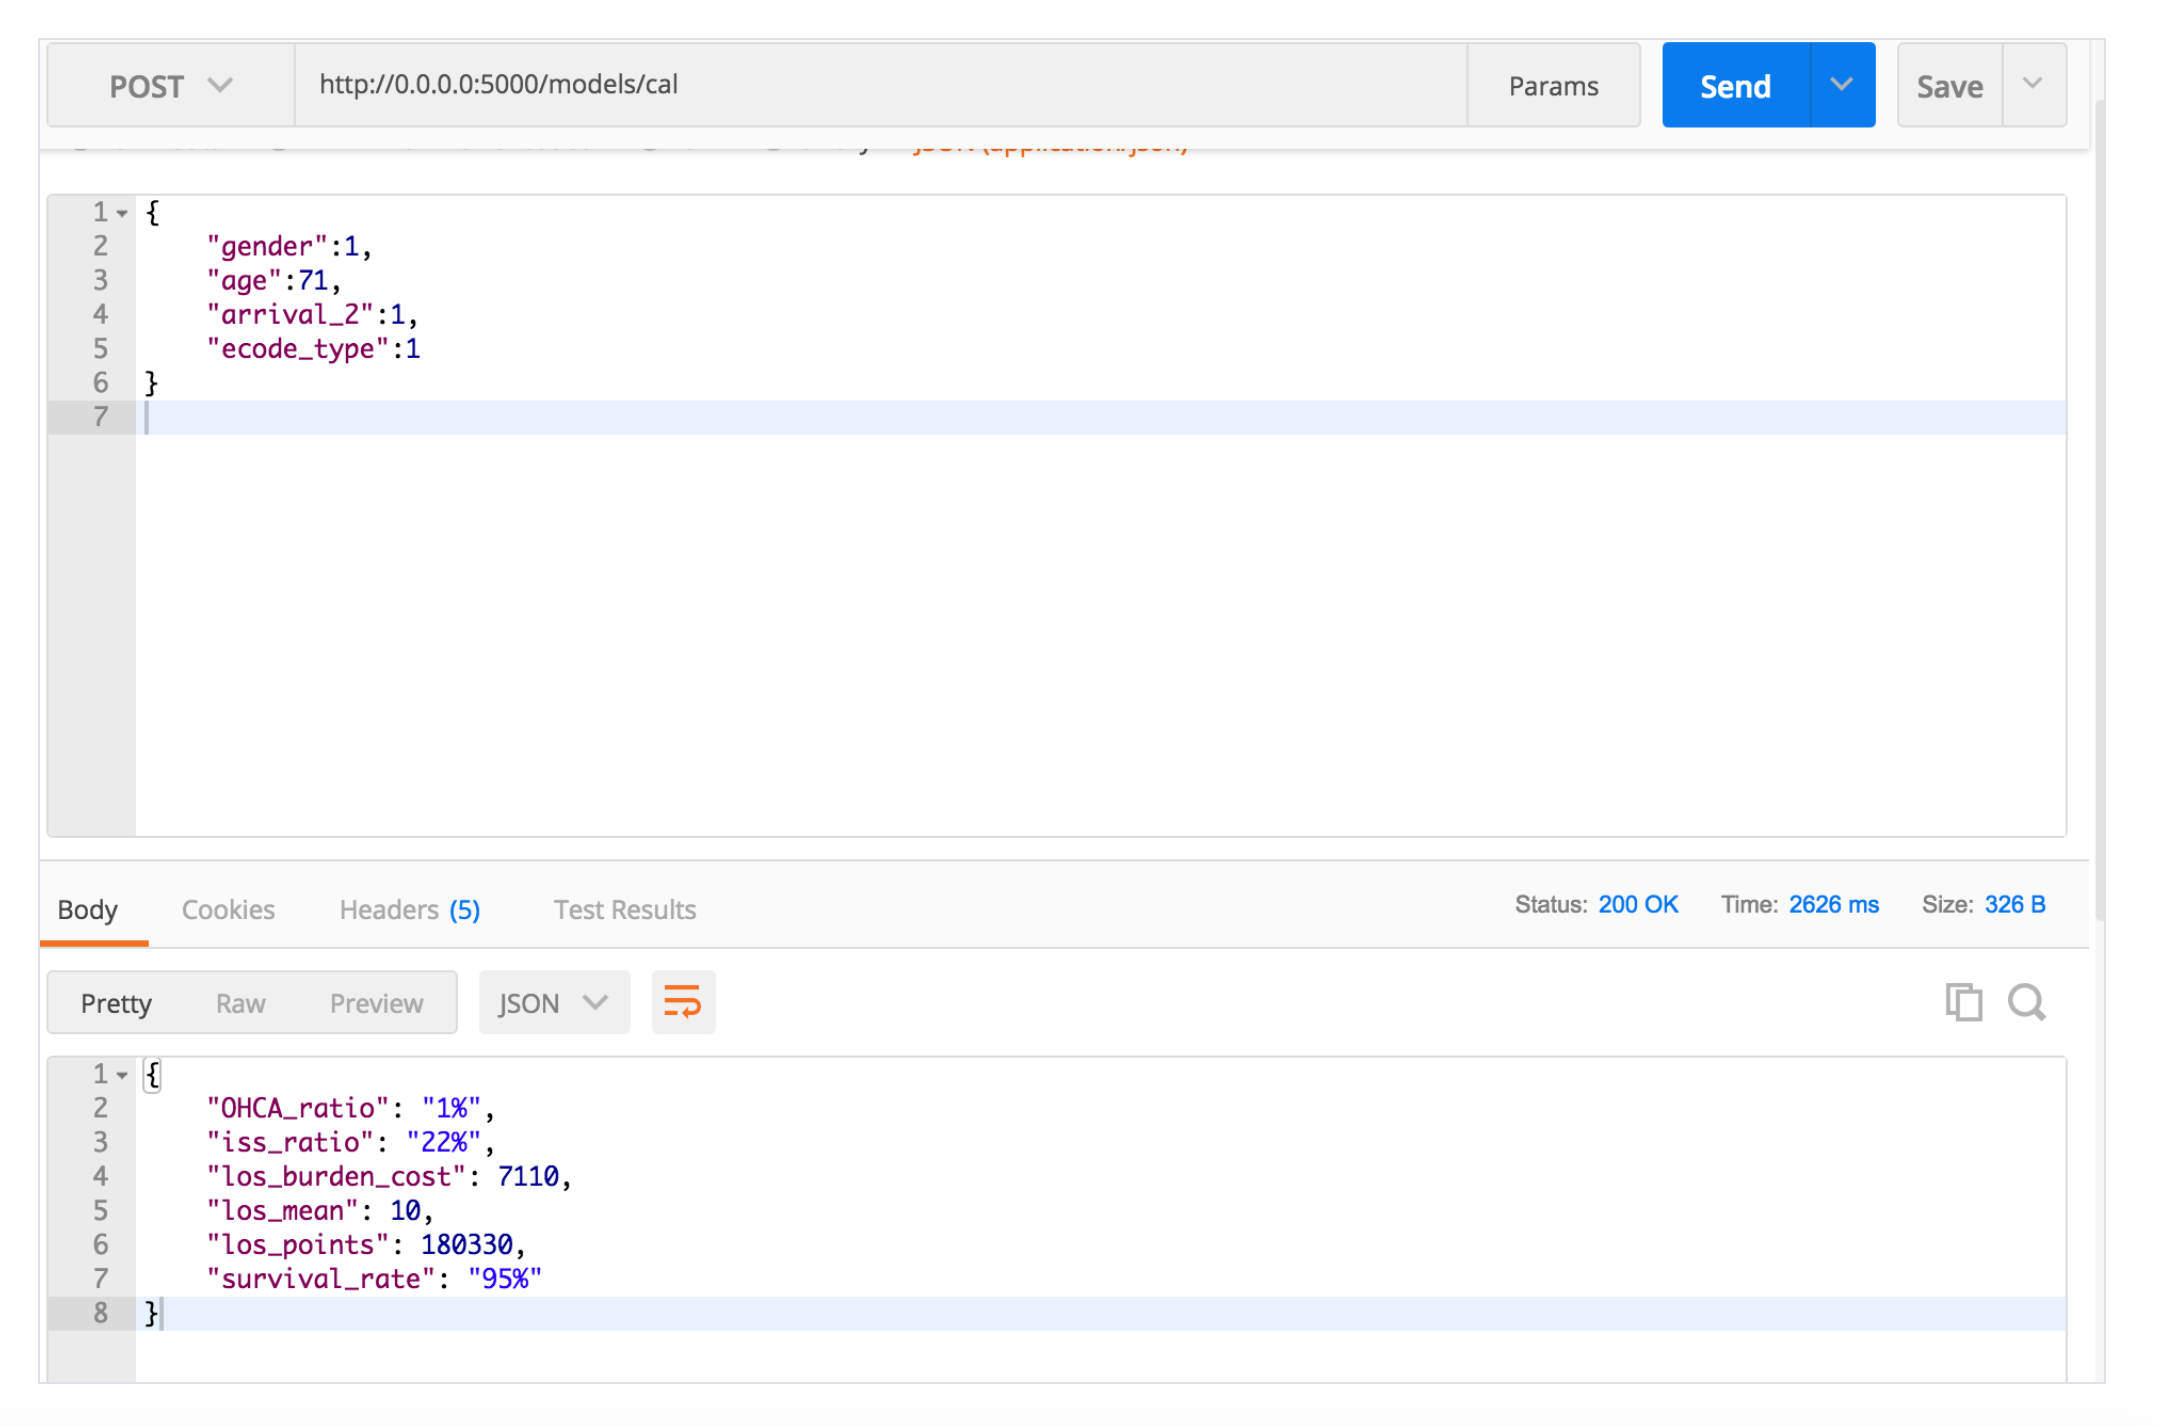 POST http://0.0.0.0:5000/models/cal Params Send Save
JSON (application/json)
1 {
2 "gender":1,
3 "age":71,
4 "arrival_2":1,
5 "ecode_type":1
6 }
7
Body Cookies Headers (5) Test Results Status: 200 OK Time: 2626 ms Size: 326 B
Pretty Raw Preview JSON
1 {
2 "OHCA_ratio": "1%",
3 "iss_ratio": "22%",
4 "los_burden_cost": 7110,
5 "los_mean": 10,
6 "los_points": 180330,
7 "survival_rate": "95%"
8 }